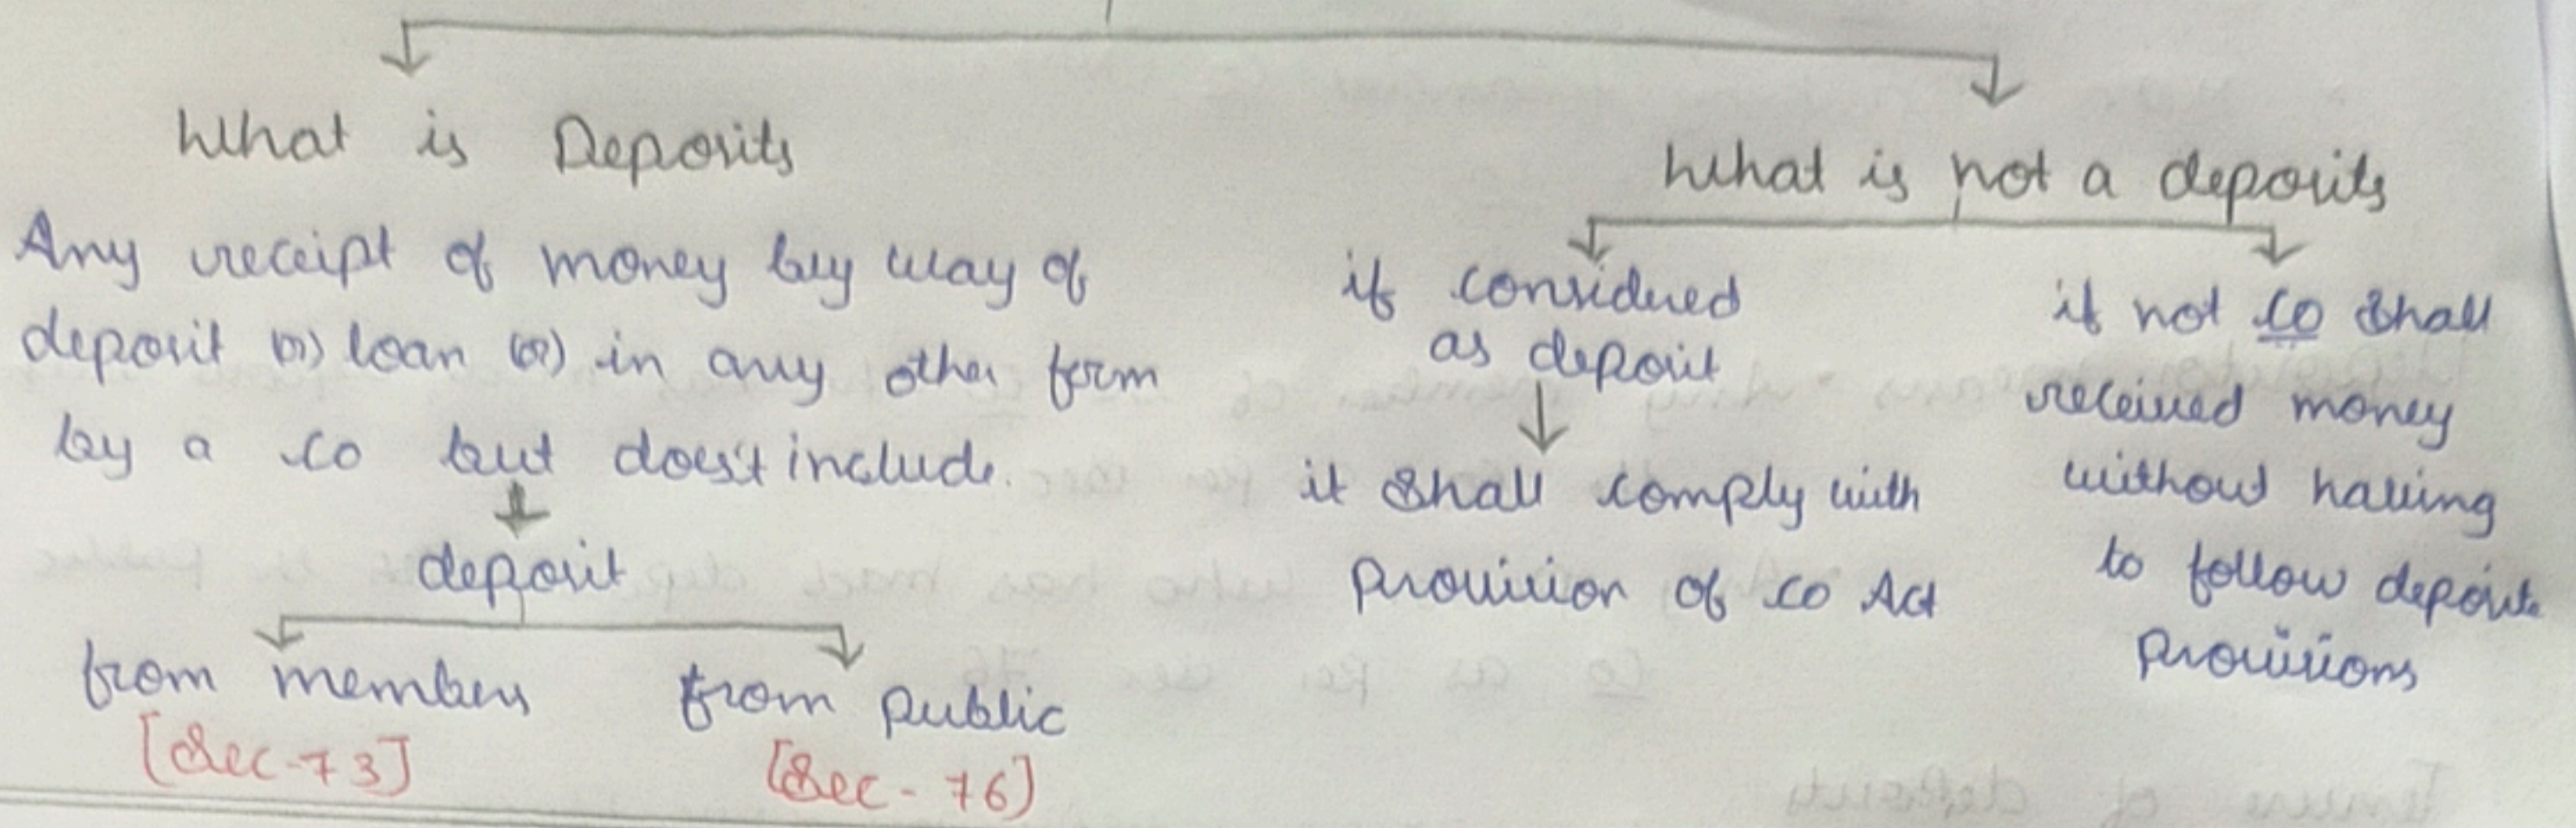 What is Deposits
Any receipt of money by way of
deposit (or) loan (or) in any other form
by a co but does't include.
deposit
from members
[Sec-73]
from public
[Sec - 76]
What is not a deposits
if considered
as deposit
it shall comply with
Provision of co Act
if not co shall
received money
without having
to follow deposits
Provisions